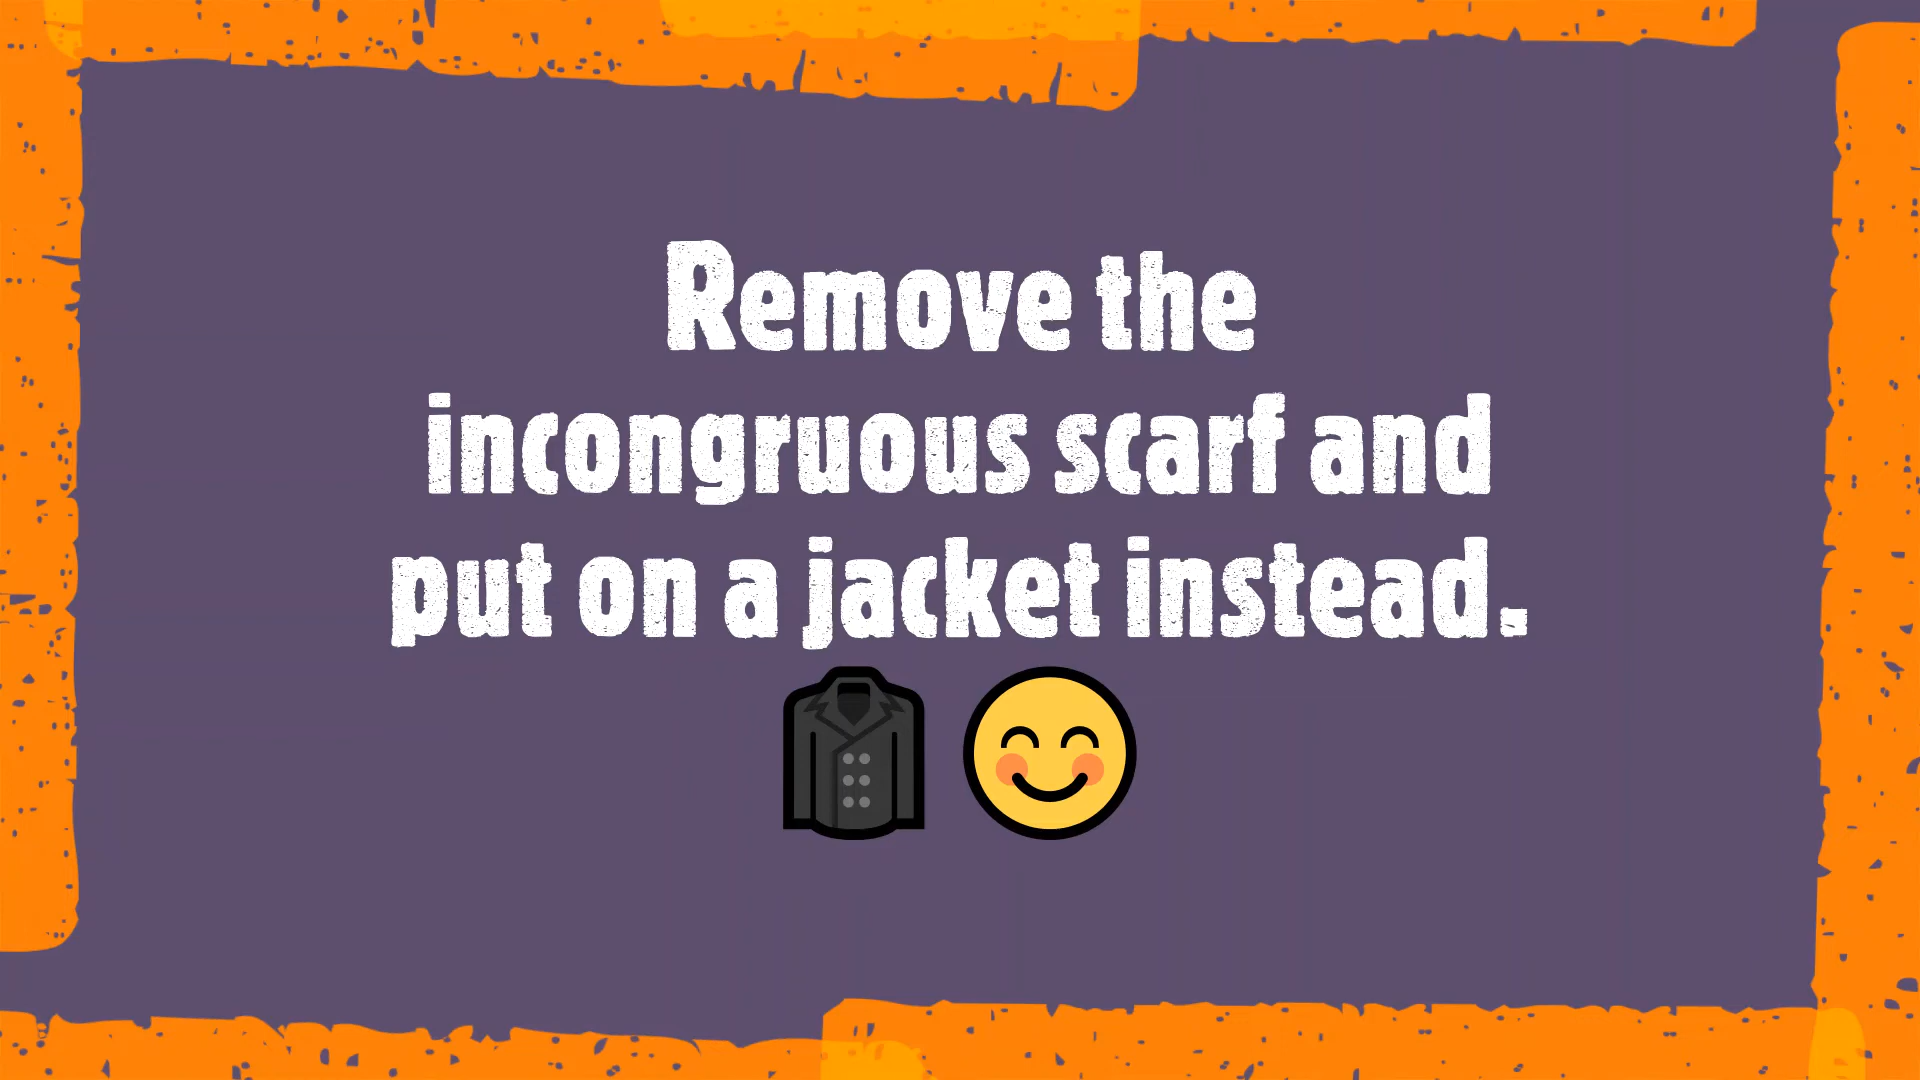 Remove the
incongruous scarf and
put on a jacket instead.
🧥 😊